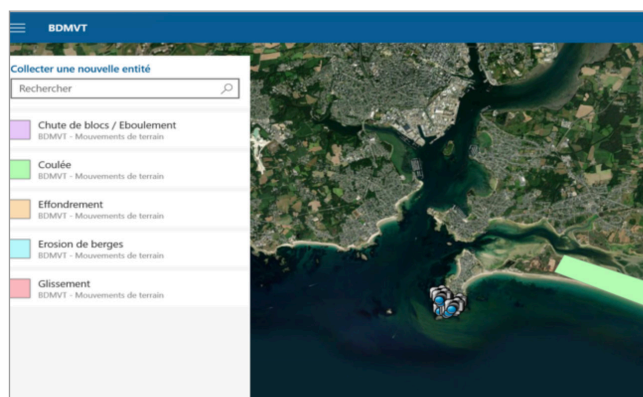 BDMVT
Collecter une nouvelle entité
Rechercher
Chute de blocs / Eboulement
BDMVT - Mouvements de terrain
Coulée
BDMVT - Mouvements de terrain
Effondrement
BDMVT - Mouvements de terrain
Erosion de berges
BDMVT - Mouvements de terrain
Glissement
BDMVT - Mouvements de terrain